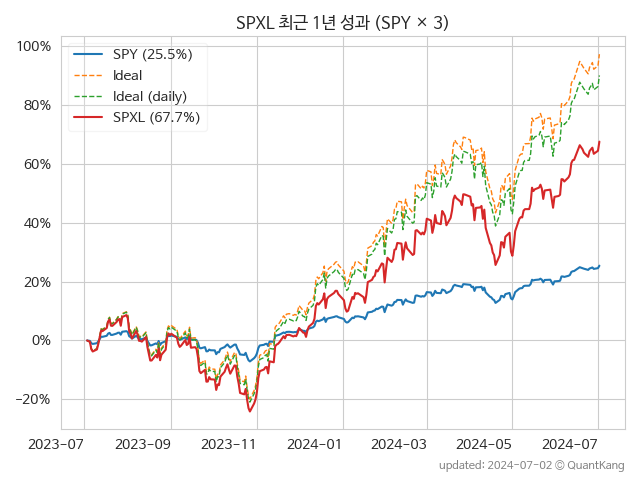 SPXL 최근 1년 성과 (SPY × 3)
SPY (25.5%)
Ideal
Ideal (daily)
SPXL (67.7%)
100%
80%
60%
40%
20%
0%
−20%
2023-07
2023-09
2023-11
2024-01
2024-03
2024-05
2024-07
updated: 2024-07-02 © QuantKang